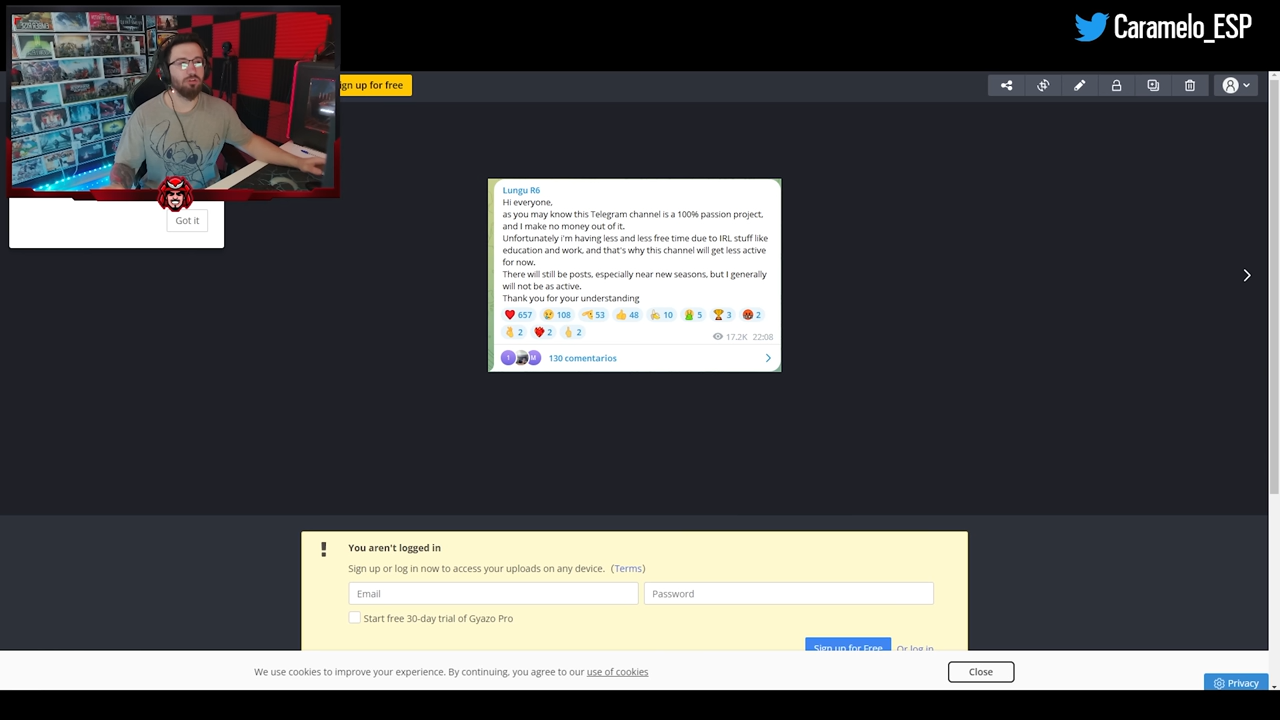 Caramelo_ESP
ign up for free
Got it
Lungu R6
Hi everyone,
as you may know this Telegram channel is a 100% passion project,
and I make no money out of it.
Unfortunately i'm having less and less free time due to IRL stuff like
education and work, and that's why this channel will get less active
for now.
There will still be posts, especially near new seasons, but I generally
will not be as active.
Thank you for your understanding
657 108 53 48 10 5 3 2
2 2 2
17.2K 22:08
1 M 130 comentarios
You aren't logged in
Sign up or log in now to access your uploads on any device. (Terms)
Email Password
Start free 30-day trial of Gyazo Pro
Sign up for Free Or log in
We use cookies to improve your experience. By continuing, you agree to our use of cookies Close
Privacy